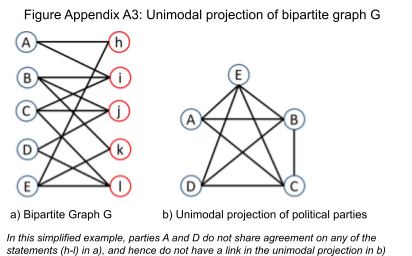 Figure Appendix A3: Unimodal projection of bipartite graph G
A
h
B
i
C
j
D
k
E
l
E
A
B
D
C
a) Bipartite Graph G
b) Unimodal projection of political parties
In this simplified example, parties A and D do not share agreement on any of the
statements (h-l) in a), and hence do not have a link in the unimodal projection in b)